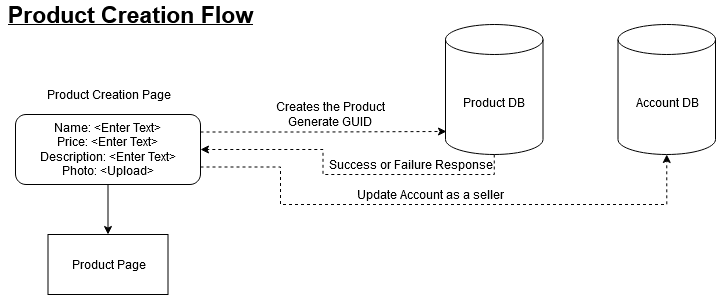 Product Creation Flow
Product Creation Page
Name: <Enter Text>
Price: <Enter Text>
Description: <Enter Text>
Photo: <Upload>
Creates the Product
Generate GUID
Product DB
Account DB
Success or Failure Response
Update Account as a seller
Product Page